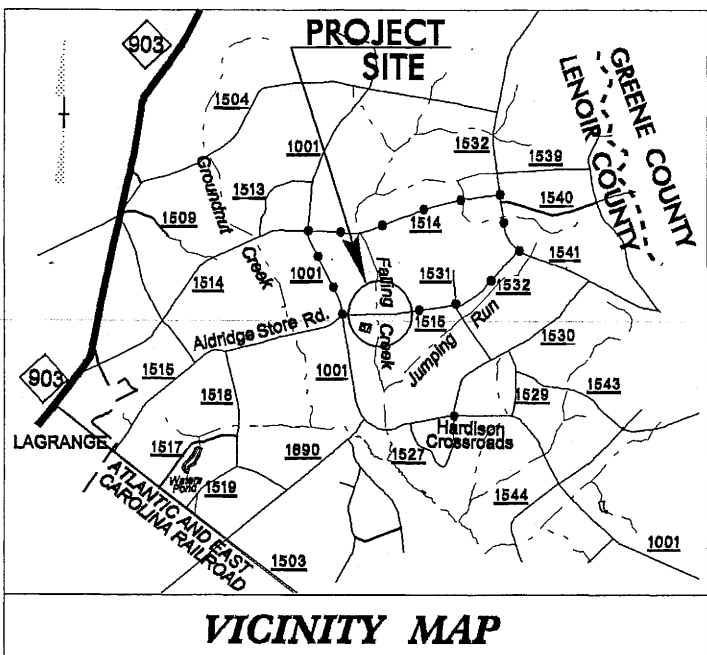 903
PROJECT
SITE
GREENE COUNTY
LENOIR COUNTY
1504
1001
1532
1539
Groundnut
Creek
1513
1540
1509
1514
1541
1514
1001
Falling
Creek
1531
1532
Aldridge Store Rd.
1515
Jumping
Run
1530
903
1515
1518
1001
1543
1529
LAGRANGE
Hardison
Crossroads
1517
1690
1527
Waters
Pond
1519
1544
ATLANTIC AND EAST
CAROLINA RAILROAD
1503
1001
VICINITY MAP